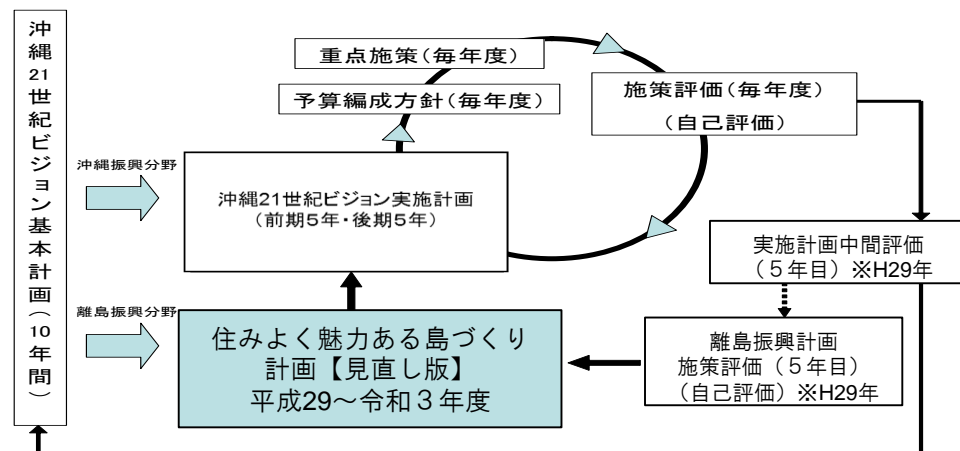 沖縄21世紀ビジョン基本計画(10年間)
重点施策(毎年度)
予算編成方針(毎年度)
施策評価(毎年度)
(自己評価)
沖縄振興分野
沖縄21世紀ビジョン実施計画
(前期5年・後期5年)
実施計画中間評価
(5年目)※H29年
離島振興分野
住みよく魅力ある島づくり
計画【見直し版】
平成29~令和3年度
離島振興計画
施策評価(5年目)
(自己評価)※H29年